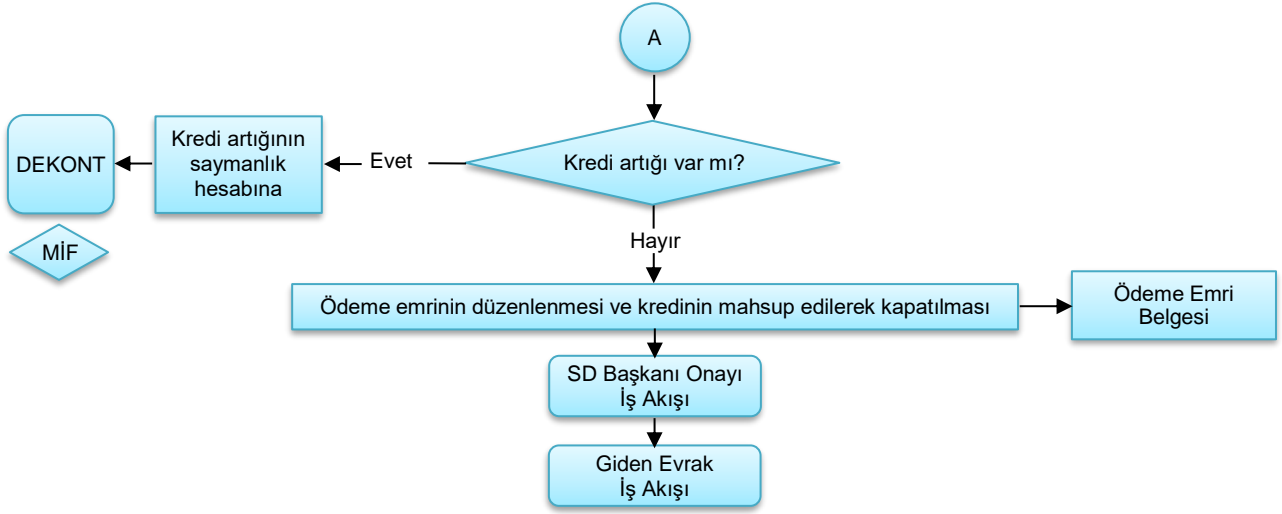 A
Kredi artığı var mı?
Evet
Kredi artığının
saymanlık
hesabına
DEKONT
MİF
Hayır
Ödeme emrinin düzenlenmesi ve kredinin mahsup edilerek kapatılması
Ödeme Emri
Belgesi
SD Başkanı Onayı
İş Akışı
Giden Evrak
İş Akışı